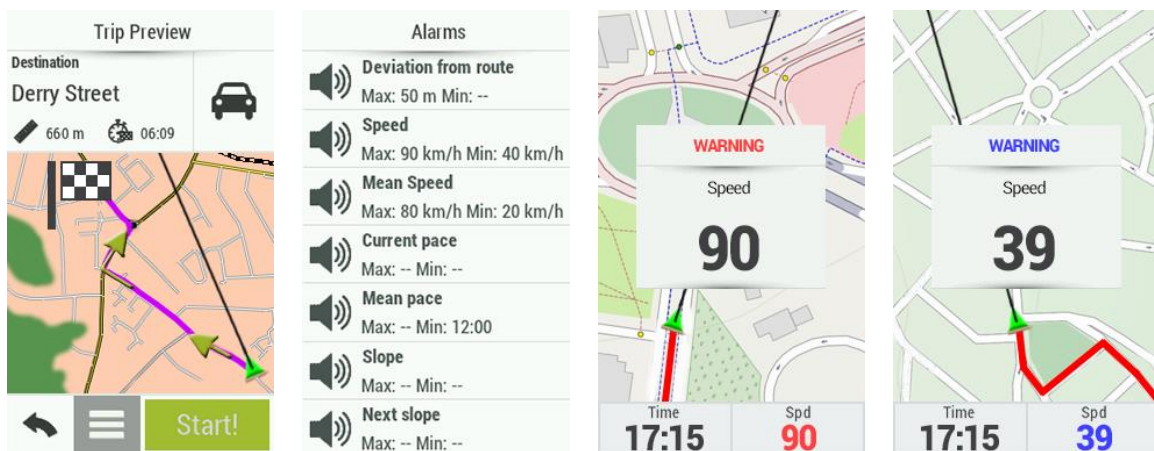 Trip Preview
Destination
Derry Street
660 m 06:09
Start!
Alarms
Deviation from route
Max: 50 m Min: --
Speed
Max: 90 km/h Min: 40 km/h
Mean Speed
Max: 80 km/h Min: 20 km/h
Current pace
Max: -- Min: --
Mean pace
Max: -- Min: 12:00
Slope
Max: -- Min: --
Next slope
Max: -- Min: --
WARNING
Speed
90
Time Spd
17:15 90
WARNING
Speed
39
Time Spd
17:15 39